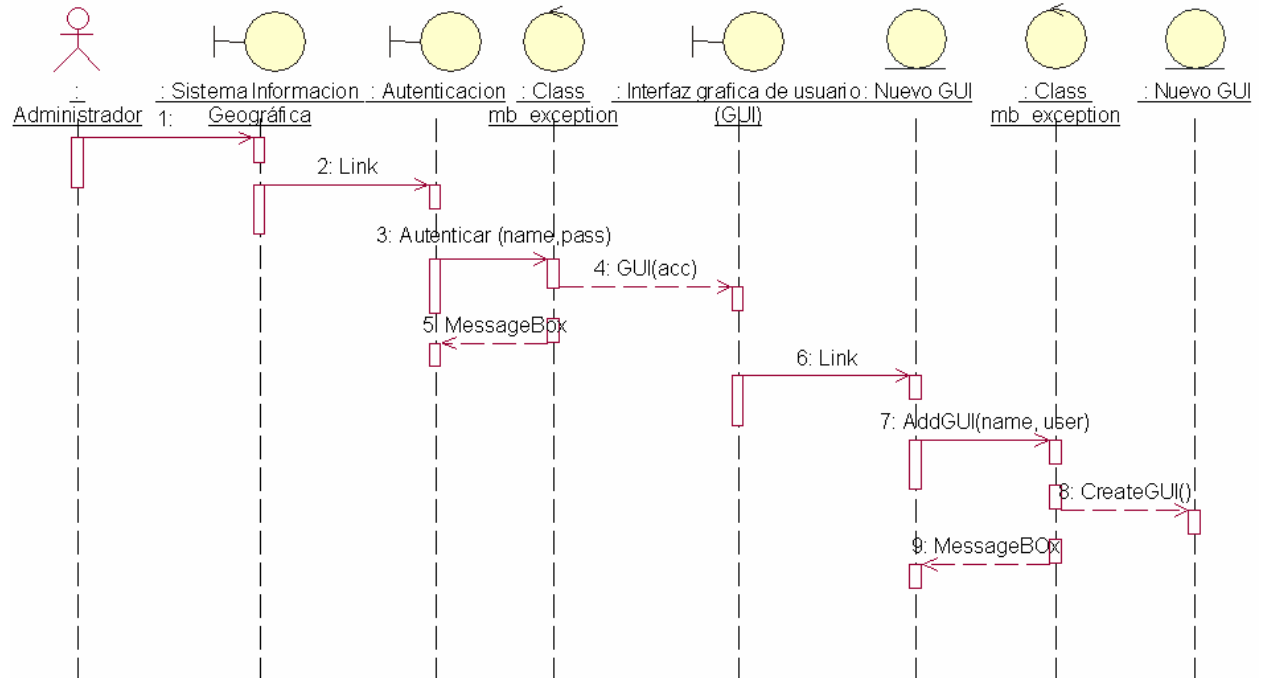 :
Administrador
: Sistema Informacion
Geográfica
: Autenticacion
: Class
mb_exception
: Interfaz grafica de usuario
(GUI)
: Nuevo GUI
: Class
mb_exception
: Nuevo GUI
1:
2: Link
3: Autenticar (name,pass)
4: GUI(acc)
5: MessageBox
6: Link
7: AddGUI(name, user)
8: CreateGUI()
9: MessageBOx